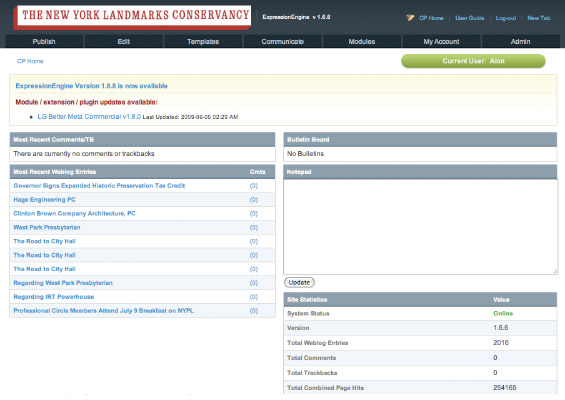 THE NEW YORK LANDMARKS CONSERVANCY
ExpressionEngine v 1.6.6
CP Home | User Guide | Log-out | New Tab
Publish Edit Templates Communicate Modules My Account Admin
CP Home
Current User: Alon
ExpressionEngine Version 1.6.8 is now available
Module / extension / plugin updates available:
LG Better Meta Commercial v1.8.0 Last Updated: 2009-06-05 02:29 AM
Most Recent Comments/TB
There are currently no comments or trackbacks
Bulletin Board
No Bulletins
Most Recent Weblog Entries Cmts
Governor Signs Expanded Historic Preservation Tax Credit (0)
Hage Engineering PC (0)
Clinton Brown Company Architecture, PC (0)
West Park Presbyterian (0)
The Road to City Hall (0)
The Road to City Hall (0)
The Road to City Hall (0)
Regarding West Park Presbyterian (0)
Regarding IRT Powerhouse (0)
Professional Circle Members Attend July 9 Breakfast on NYPL (0)
Notepad
Update
Site Statistics Value
System Status Online
Version 1.6.6
Total Weblog Entries 2016
Total Comments 0
Total Trackbacks 0
Total Combined Page Hits 254165